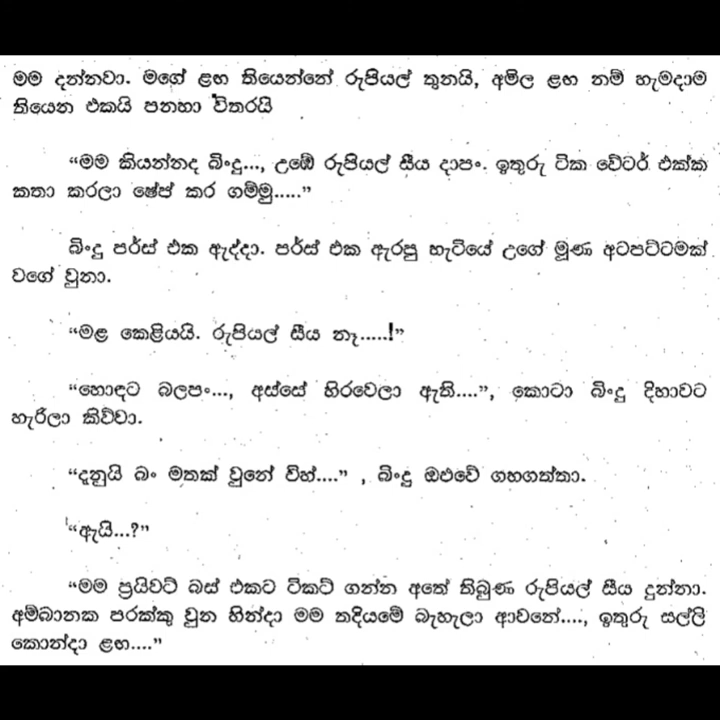 මම දන්නවා. මගේ ළඟ තියෙන්නේ රුපියල් තුනයි, අමිල ළඟ නම් හැමදාම
තියෙන එකයි පනහා විතරයි
“මම කියන්නද බිංදු..., උඹේ රුපියල් සීය දාපං. ඉතුරු ටික වේටර් එක්ක
කතා කරලා ෂේප් කර ගම්මු.....”
බිංදු පර්ස් එක ඇද්දා. පර්ස් එක ඇරපු හැටියේ උගේ මූණ අටපට්ටමක්
වගේ වුනා.
“මළ කෙළියයි. රුපියල් සීය නෑ.....!”
“හොඳට බලපං..., අස්සේ හිරවෙලා ඇති....”, කොටා බිංදු දිහාවට
හැරිලා කිව්වා.
“දැනුයි බං මතක් වුනේ විහ්....” , බිංදු ඔළුවේ ගහගත්තා.
“ඇයි...?”
“මම ප්‍රයිවට් බස් එකට ටිකට් ගන්න අතේ තිබුණ රුපියල් සීය දුන්නා.
අම්බානක පරක්කු වුන හින්දා මම තදියමේ බැහැලා ආවනේ...., ඉතුරු සල්ලි
කොන්දා ළඟ....”